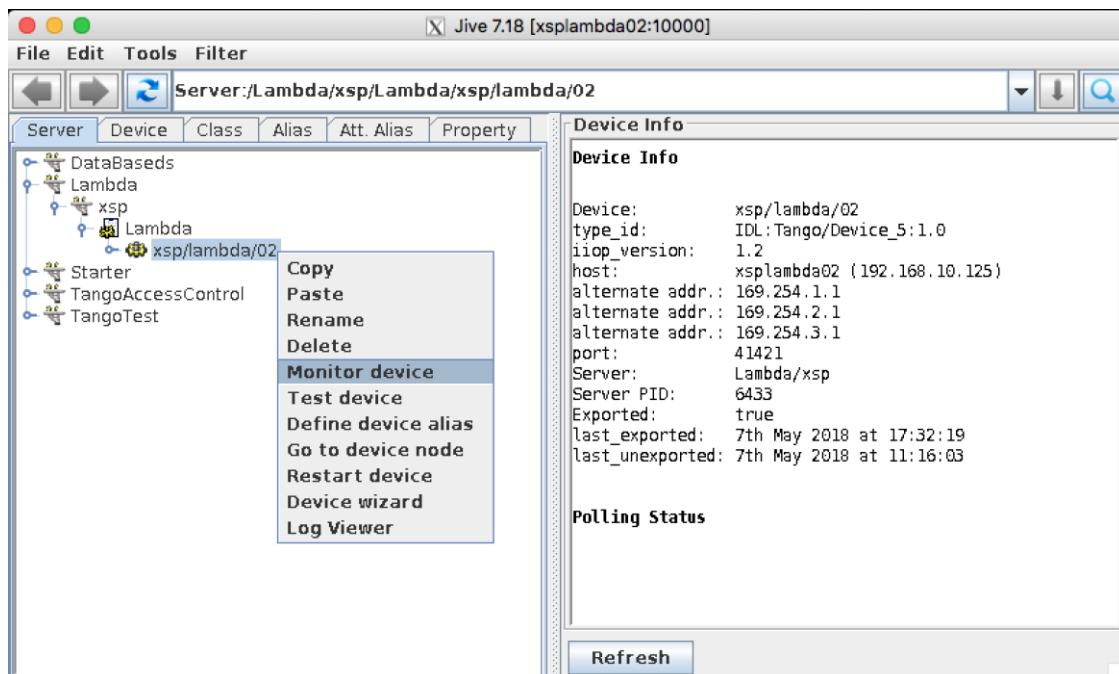 Jive 7.18 [xsplambda02:10000]
File Edit Tools Filter
Server:/Lambda/xsp/Lambda/xsp/lambda/02
Server Device Class Alias Att. Alias Property
DataBaseds
Lambda
xsp
Lambda
xsp/lambda/02
Starter
TangoAccessControl
TangoTest
Copy
Paste
Rename
Delete
Monitor device
Test device
Define device alias
Go to device node
Restart device
Device wizard
Log Viewer
Device Info
Device Info
Device: xsp/lambda/02
type_id: IDL:Tango/Device_5:1.0
iiop_version: 1.2
host: xsplambda02 (192.168.10.125)
alternate addr.: 169.254.1.1
alternate addr.: 169.254.2.1
alternate addr.: 169.254.3.1
port: 41421
Server: Lambda/xsp
Server PID: 6433
Exported: true
last_exported: 7th May 2018 at 17:32:19
last_unexported: 7th May 2018 at 11:16:03
Polling Status
Refresh